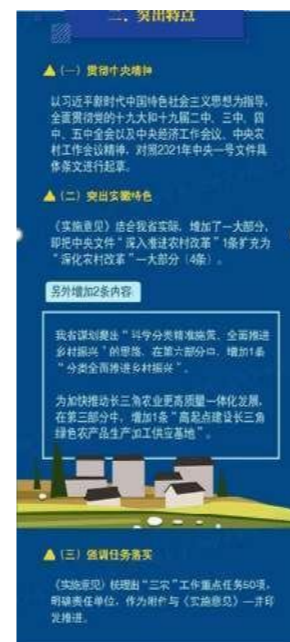 二、突出特点
(一)贯彻中央精神
以习近平新时代中国特色社会主义思想为指导,
全面贯彻党的十九大和十九届二中、三中、四
中、五中全会以及中央经济工作会议、中央农
村工作会议精神,对照2021年中央一号文件具
体条文进行起草。
(二)突出安徽特色
《实施意见》结合我省实际,增加了一大部分,
即把中央文件“深入推进农村改革”1条扩充为
“深化农村改革”一大部分(4条)。
另外增加2条内容:
我省谋划提出“科学分类精准施策、全面推进
乡村振兴”的思路,在第六部分中,增加1条
“分类全面推进乡村振兴”。
为加快推动长三角农业更高质量一体化发展,
在第三部分中,增加1条“高起点建设长三角
绿色农产品生产加工供应基地”。
(三)强调任务落实
《实施意见》梳理出“三农”工作重点任务50项,
明确责任单位,作为附件与《实施意见》一并印
发推进。